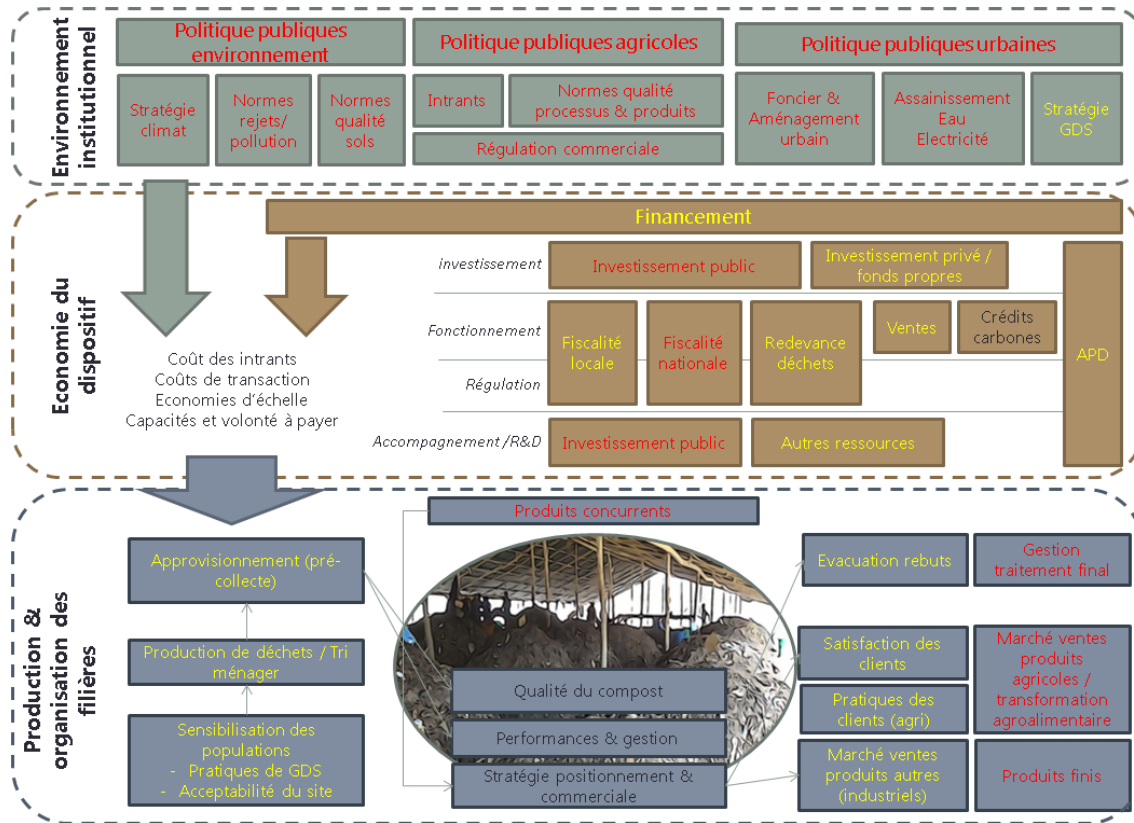 Environnement
institutionnel
Politique publiques
environnement
Politique publiques agricoles
Politique publiques urbaines
Stratégie
climat
Normes
rejets/
pollution
Normes
qualité
sols
Intrants
Normes qualité
processus & produits
Régulation commerciale
Foncier &
Aménagement
urbain
Assainissement
Eau
Electricité
Stratégie
GDS
Economie du
dispositif
Financement
investissement
Investissement public
Investissement privé /
fonds propres
Fonctionnement
Fiscalité
locale
Fiscalité
nationale
Redevance
déchets
Ventes
Crédits
carbones
APD
Régulation
Accompagnement /R&D
Investissement public
Autres ressources
Coût des intrants
Coûts de transaction
Economies d'échelle
Capacités et volonté à payer
Production &
organisation des
filières
Produits concurrents
Approvisionnement (pré-
collecte)
Production de déchets / Tri
ménager
Sensibilisation des
populations
- Pratiques de GDS
- Acceptabilité du site
Qualité du compost
Performances & gestion
Stratégie positionnement &
commerciale
Evacuation rebuts
Gestion
traitement final
Satisfaction des
clients
Pratiques des
clients (agri)
Marché ventes
produits
agricoles /
transformation
agroalimentaire
Marché ventes
produits autres
(industriels)
Produits finis